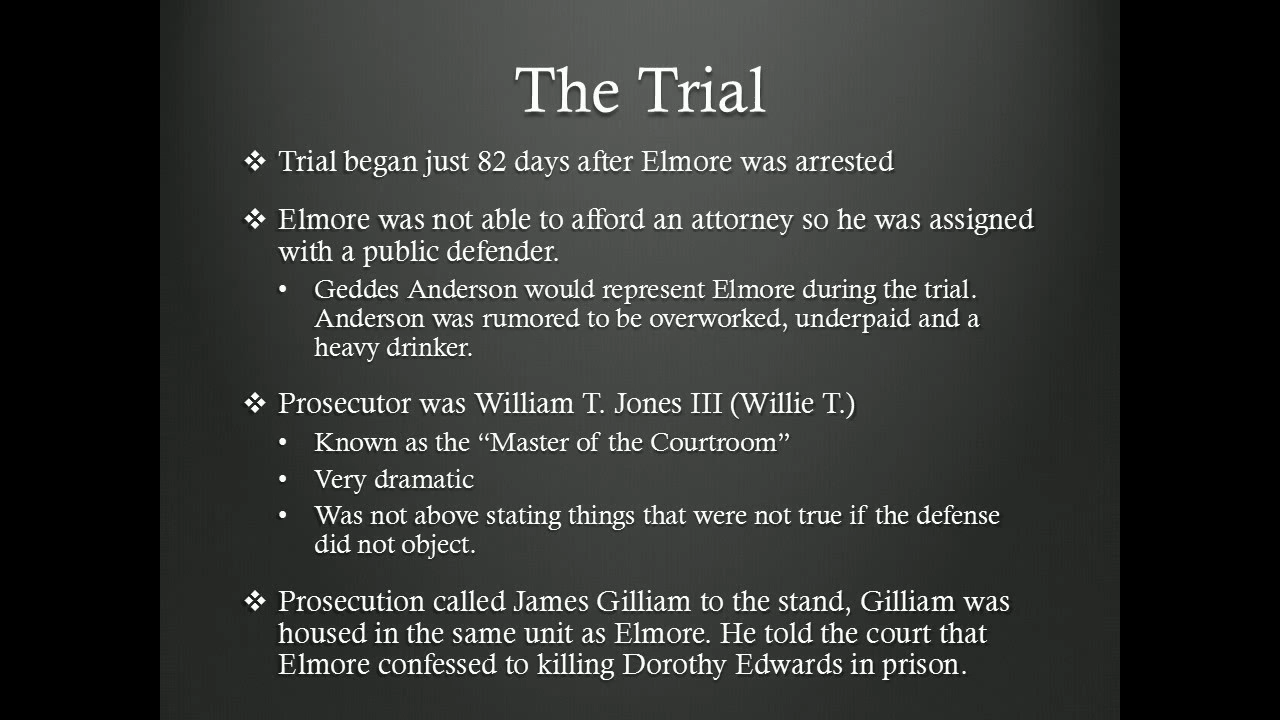 The Trial
❖ Trial began just 82 days after Elmore was arrested
❖ Elmore was not able to afford an attorney so he was assigned
with a public defender.
• Geddes Anderson would represent Elmore during the trial.
Anderson was rumored to be overworked, underpaid and a
heavy drinker.
❖ Prosecutor was William T. Jones III (Willie T.)
• Known as the “Master of the Courtroom”
• Very dramatic
• Was not above stating things that were not true if the defense
did not object.
❖ Prosecution called James Gilliam to the stand, Gilliam was
housed in the same unit as Elmore. He told the court that
Elmore confessed to killing Dorothy Edwards in prison.